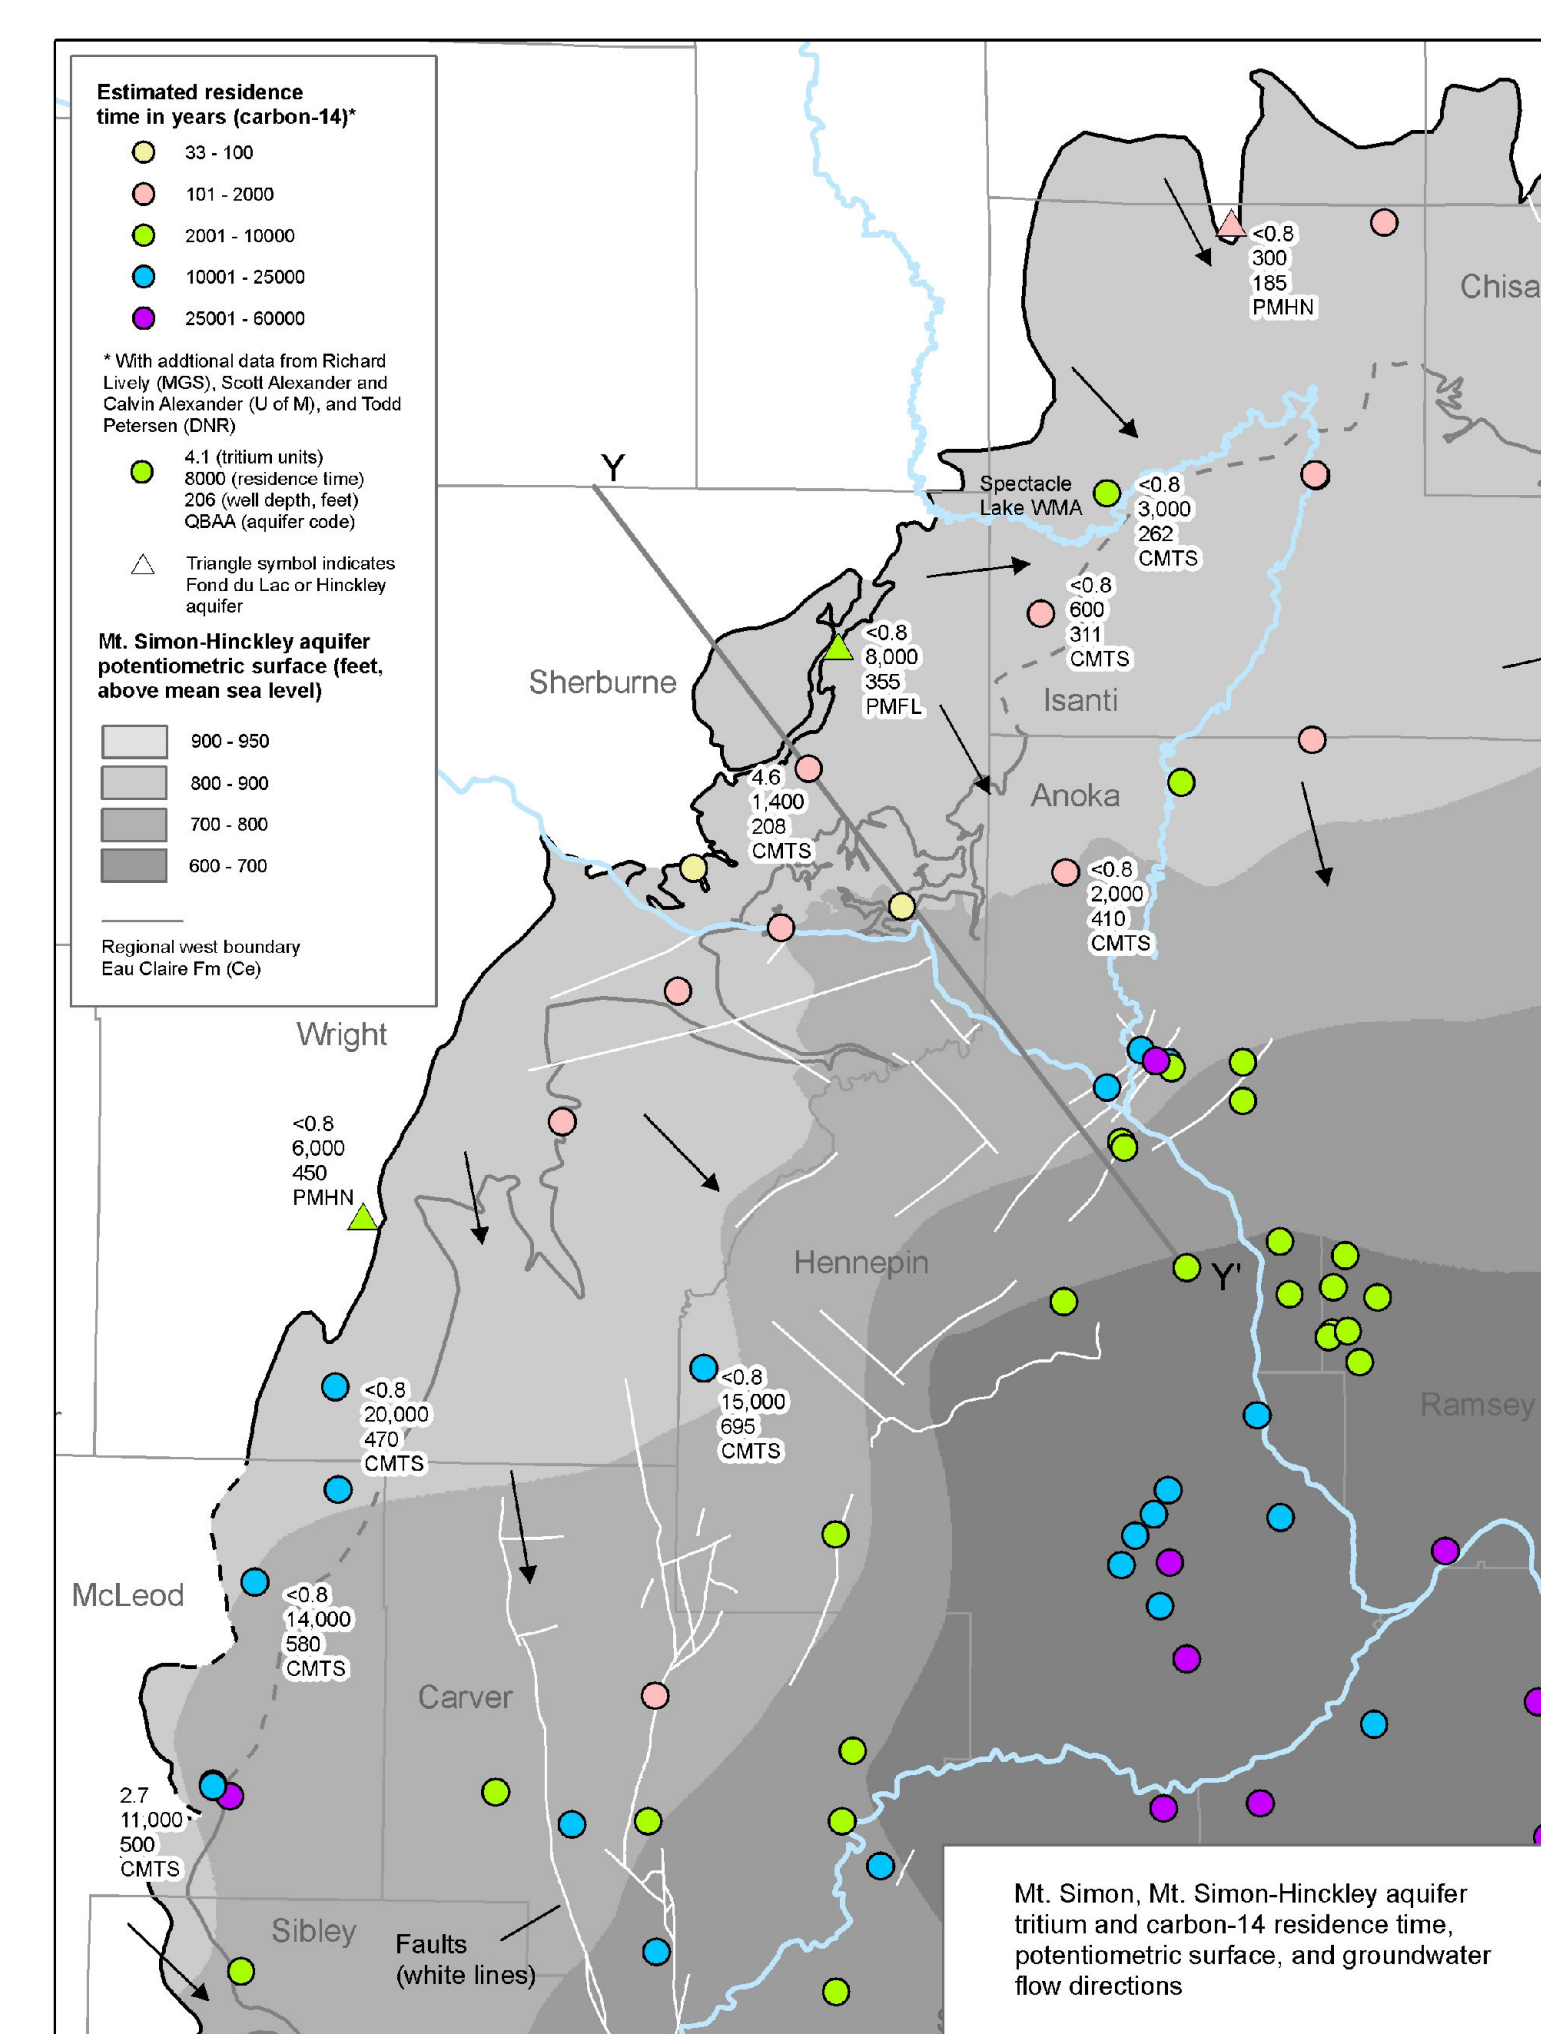 Estimated residence
time in years (carbon-14)*
33 - 100
101 - 2000
2001 - 10000
10001 - 25000
25001 - 60000
* With addtional data from Richard
Lively (MGS), Scott Alexander and
Calvin Alexander (U of M), and Todd
Petersen (DNR)
4.1 (tritium units)
8000 (residence time)
206 (well depth, feet)
QBAA (aquifer code)
Triangle symbol indicates
Fond du Lac or Hinckley
aquifer
Mt. Simon-Hinckley aquifer
potentiometric surface (feet,
above mean sea level)
900 - 950
800 - 900
700 - 800
600 - 700
Regional west boundary
Eau Claire Fm (Ce)
<0.8
300
185
PMHN
Chisa
Y
Spectacle
Lake WMA
<0.8
3,000
262
CMTS
<0.8
600
311
CMTS
<0.8
8,000
355
PMFL
Sherburne
Isanti
4.6
1,400
208
CMTS
Anoka
<0.8
2,000
410
CMTS
Wright
<0.8
6,000
450
PMHN
Hennepin
Y'
<0.8
20,000
470
CMTS
<0.8
15,000
695
CMTS
Ramsey
McLeod
<0.8
14,000
580
CMTS
Carver
2.7
11,000
500
CMTS
Sibley
Faults
(white lines)
Mt. Simon, Mt. Simon-Hinckley aquifer
tritium and carbon-14 residence time,
potentiometric surface, and groundwater
flow directions